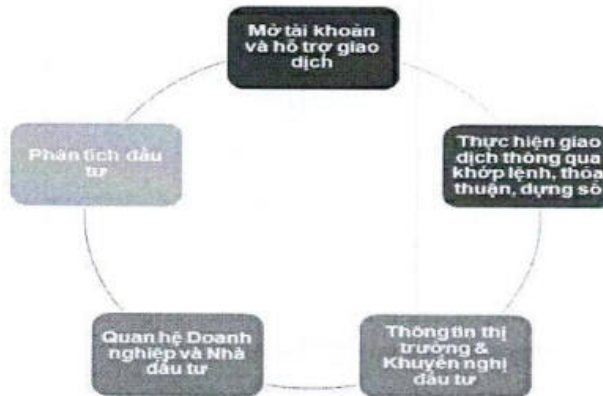 Mở tài khoản
và hỗ trợ giao
dịch
Thực hiện giao
dịch thông qua
khớp lệnh, thỏa
thuận, dựng sổ
Thông tin thị
trường &
Khuyến nghị
đầu tư
Quan hệ Doanh
nghiệp và Nhà
đầu tư
Phân tích đầu
tư